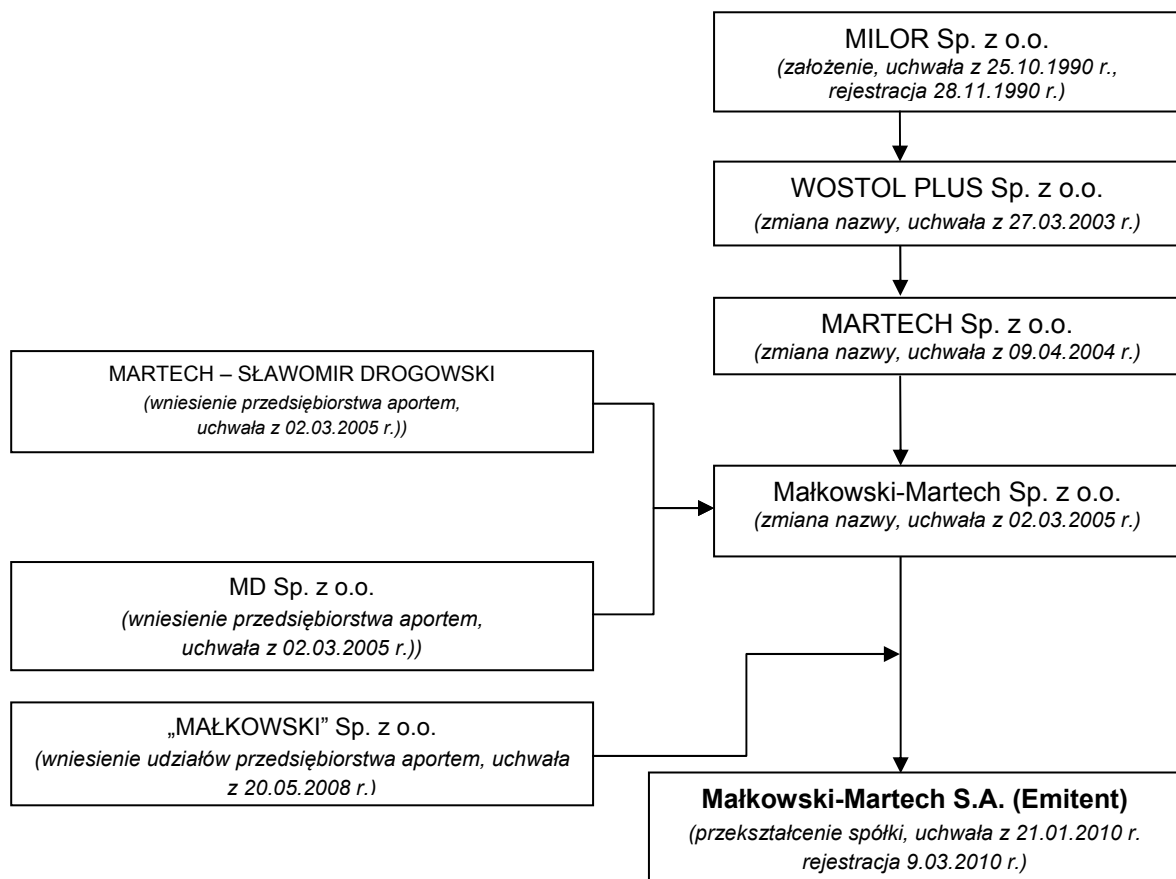 MILOR Sp. z o.o.
(założenie, uchwała z 25.10.1990 r.,
rejestracja 28.11.1990 r.)
WOSTOL PLUS Sp. z o.o.
(zmiana nazwy, uchwała z 27.03.2003 r.)
MARTECH Sp. z o.o.
(zmiana nazwy, uchwała z 09.04.2004 r.)
MARTECH – SŁAWOMIR DROGOWSKI
(wniesienie przedsiębiorstwa aportem,
uchwała z 02.03.2005 r.))
Małkowski-Martech Sp. z o.o.
(zmiana nazwy, uchwała z 02.03.2005 r.)
MD Sp. z o.o.
(wniesienie przedsiębiorstwa aportem,
uchwała z 02.03.2005 r.))
„MAŁKOWSKI” Sp. z o.o.
(wniesienie udziałów przedsiębiorstwa aportem, uchwała
z 20.05.2008 r.)
Małkowski-Martech S.A. (Emitent)
(przekształcenie spółki, uchwała z 21.01.2010 r.
rejestracja 9.03.2010 r.)